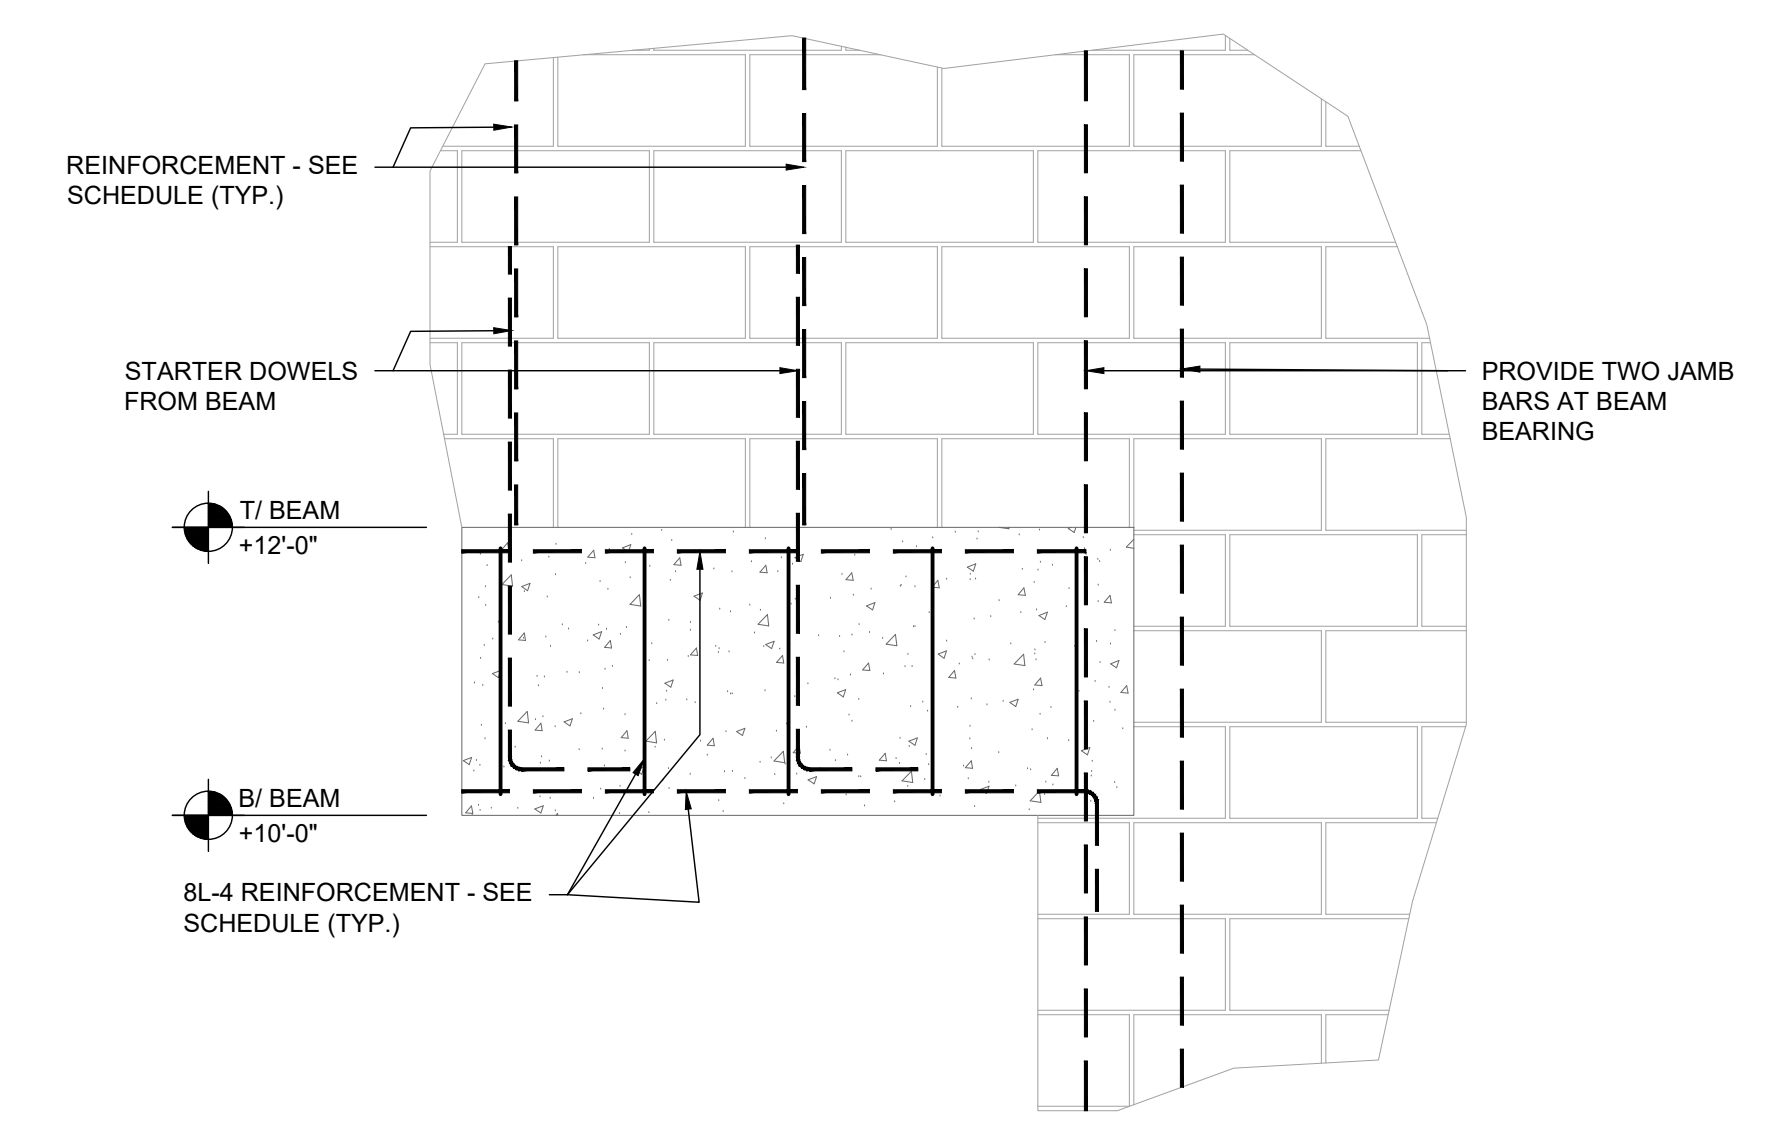 REINFORCEMENT - SEE
SCHEDULE (TYP.)
STARTER DOWELS
FROM BEAM
PROVIDE TWO JAMB
BARS AT BEAM
BEARING
T/ BEAM
+12'-0"
B/ BEAM
+10'-0"
8L-4 REINFORCEMENT - SEE
SCHEDULE (TYP.)